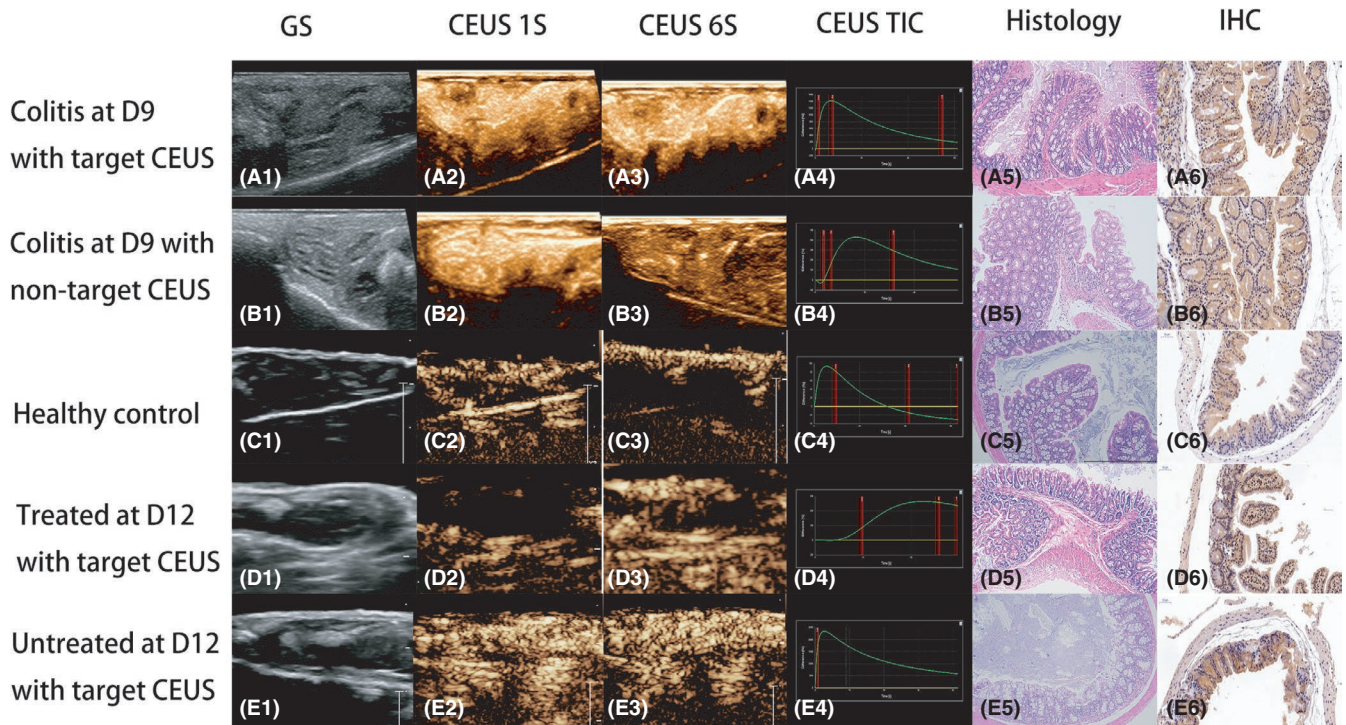 GS CEUS 1S CEUS 6S CEUS TIC Histology IHC
Colitis at D9
with target CEUS
(A1) (A2) (A3) (A4) (A5) (A6)
Colitis at D9 with
non-target CEUS
(B1) (B2) (B3) (B4) (B5) (B6)
Healthy control
(C1) (C2) (C3) (C4) (C5) (C6)
Treated at D12
with target CEUS
(D1) (D2) (D3) (D4) (D5) (D6)
Untreated at D12
with target CEUS
(E1) (E2) (E3) (E4) (E5) (E6)